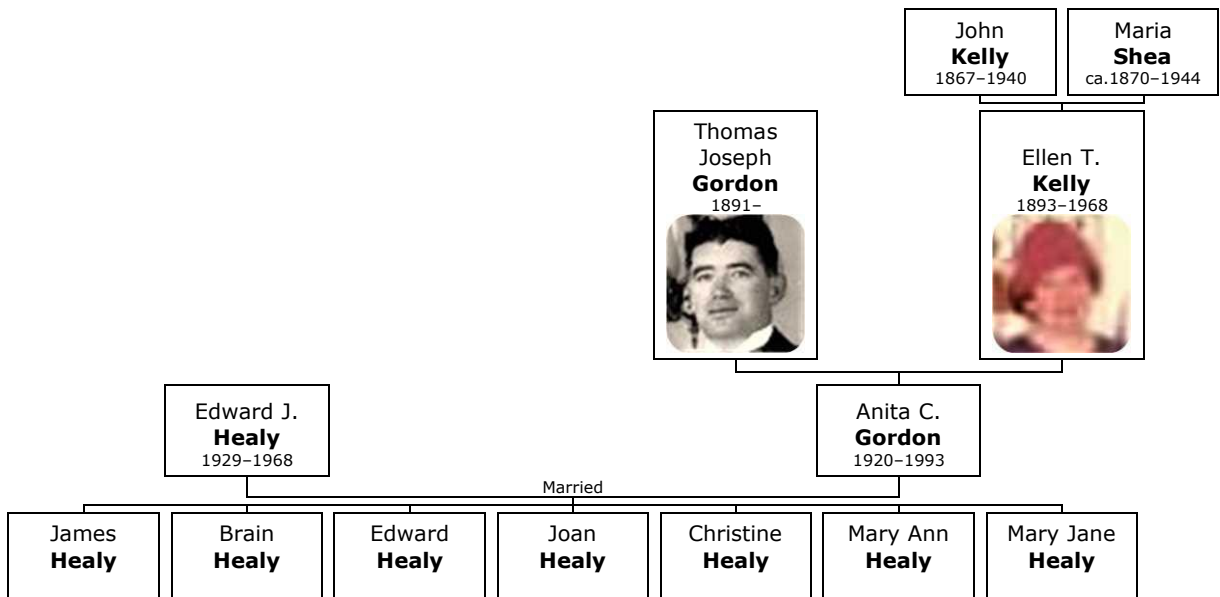 John
Kelly
1867–1940
Maria
Shea
ca.1870–1944
Thomas
Joseph
Gordon
1891–
Ellen T.
Kelly
1893–1968
Edward J.
Healy
1929–1968
Anita C.
Gordon
1920–1993
Married
James
Healy
Brain
Healy
Edward
Healy
Joan
Healy
Christine
Healy
Mary Ann
Healy
Mary Jane
Healy